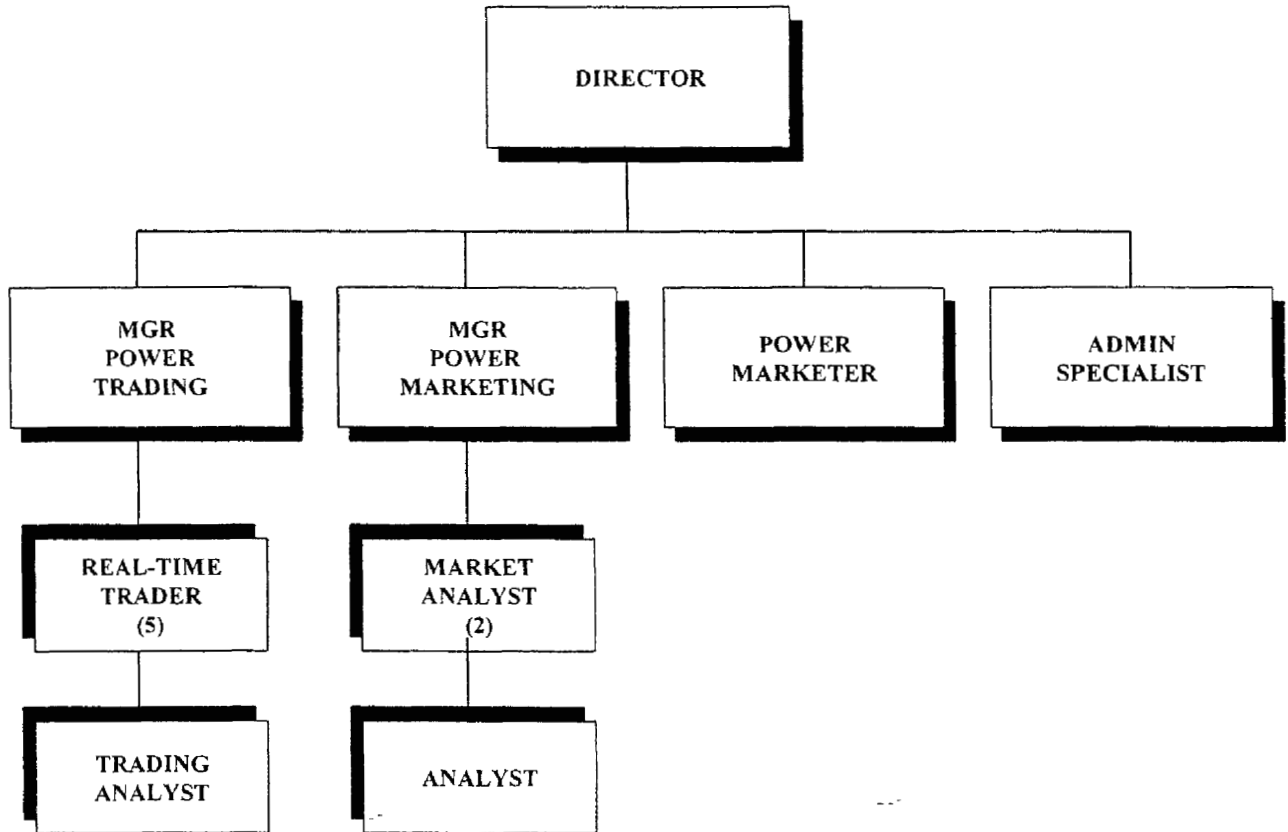 DIRECTOR
MGR
POWER
TRADING
MGR
POWER
MARKETING
POWER
MARKETER
ADMIN
SPECIALIST
REAL-TIME
TRADER
(5)
MARKET
ANALYST
(2)
TRADING
ANALYST
ANALYST